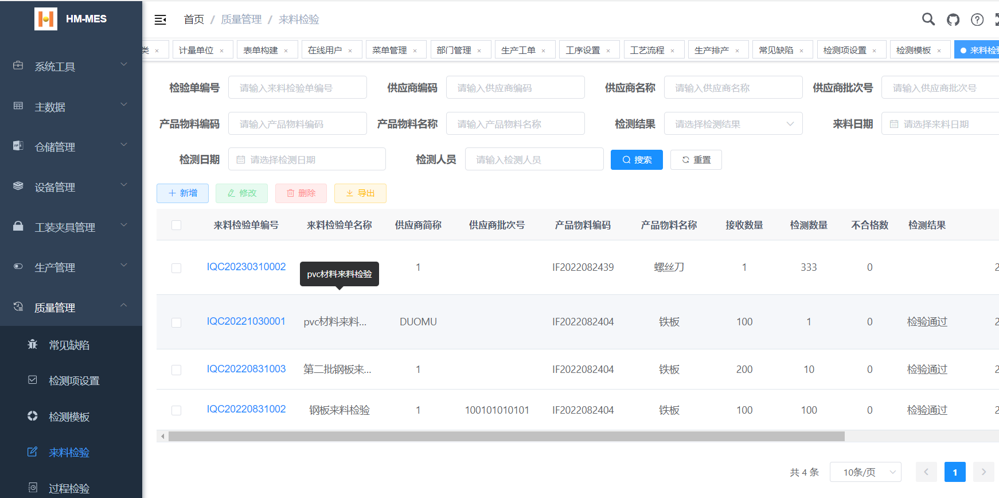 HM-MES
首页 / 质量管理 / 来料检验
类 × 计量单位 × 表单构建 × 在线用户 × 菜单管理 × 部门管理 × 生产工单 × 工序设置 × 工艺流程 × 生产排产 × 常见缺陷 × 检测项设置 × 检测模板 × 来料检验
系统工具
主数据
仓储管理
设备管理
工装夹具管理
生产管理
质量管理
常见缺陷
检测项设置
检测模板
来料检验
过程检验
检验单编号 请输入来料检验单编号 供应商编码 请输入供应商编码 供应商名称 请输入供应商名称 供应商批次号 请输入供应商批次号
产品物料编码 请输入产品物料编码 产品物料名称 请输入产品物料名称 检测结果 请选择检测结果 来料日期 请选择来料日期
检测日期 请选择检测日期 检测人员 请输入检测人员 搜索 重置
新增 修改 删除 导出
来料检验单编号 来料检验单名称 供应商简称 供应商批次号 产品物料编码 产品物料名称 接收数量 检测数量 不合格数 检测结果
IQC20230310002 1 IF2022082439 螺丝刀 1 333 0 2
pvc材料来料检验
IQC20221030001 pvc材料来料... DUOMU IF2022082404 铁板 100 1 0 检验通过 2
IQC20220831003 第二批钢板来... 1 IF2022082404 铁板 200 10 0 检验通过 2
IQC20220831002 钢板来料检验 1 100101010101 IF2022082404 铁板 100 100 0 检验通过 2
共 4 条 10条/页 1